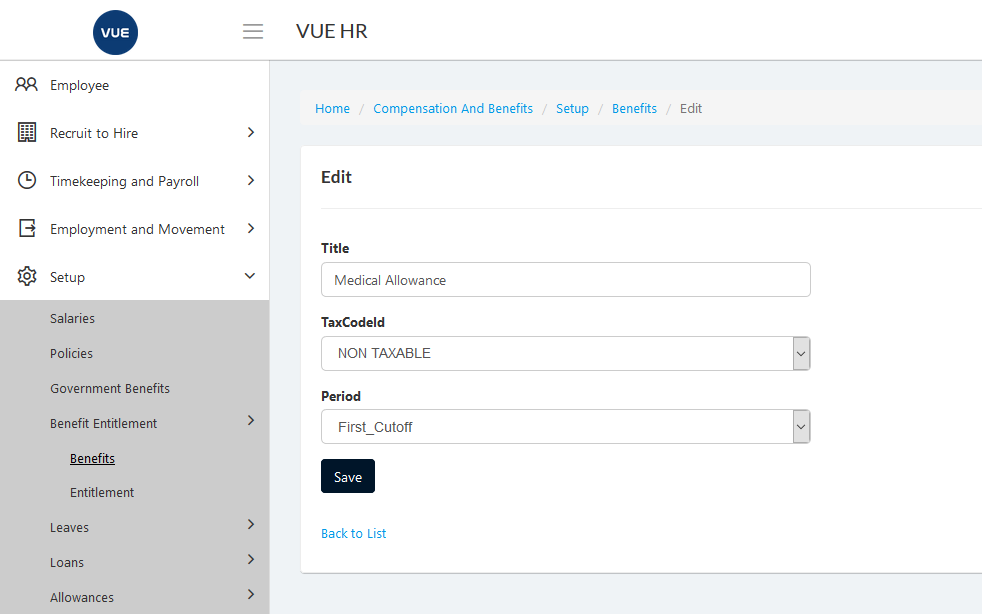 VUE
VUE HR
Employee
Recruit to Hire
Timekeeping and Payroll
Employment and Movement
Setup
Salaries
Policies
Government Benefits
Benefit Entitlement
Benefits
Entitlement
Leaves
Loans
Allowances
Home / Compensation And Benefits / Setup / Benefits / Edit
Edit
Title
Medical Allowance
TaxCodeId
NON TAXABLE
Period
First_Cutoff
Save
Back to List